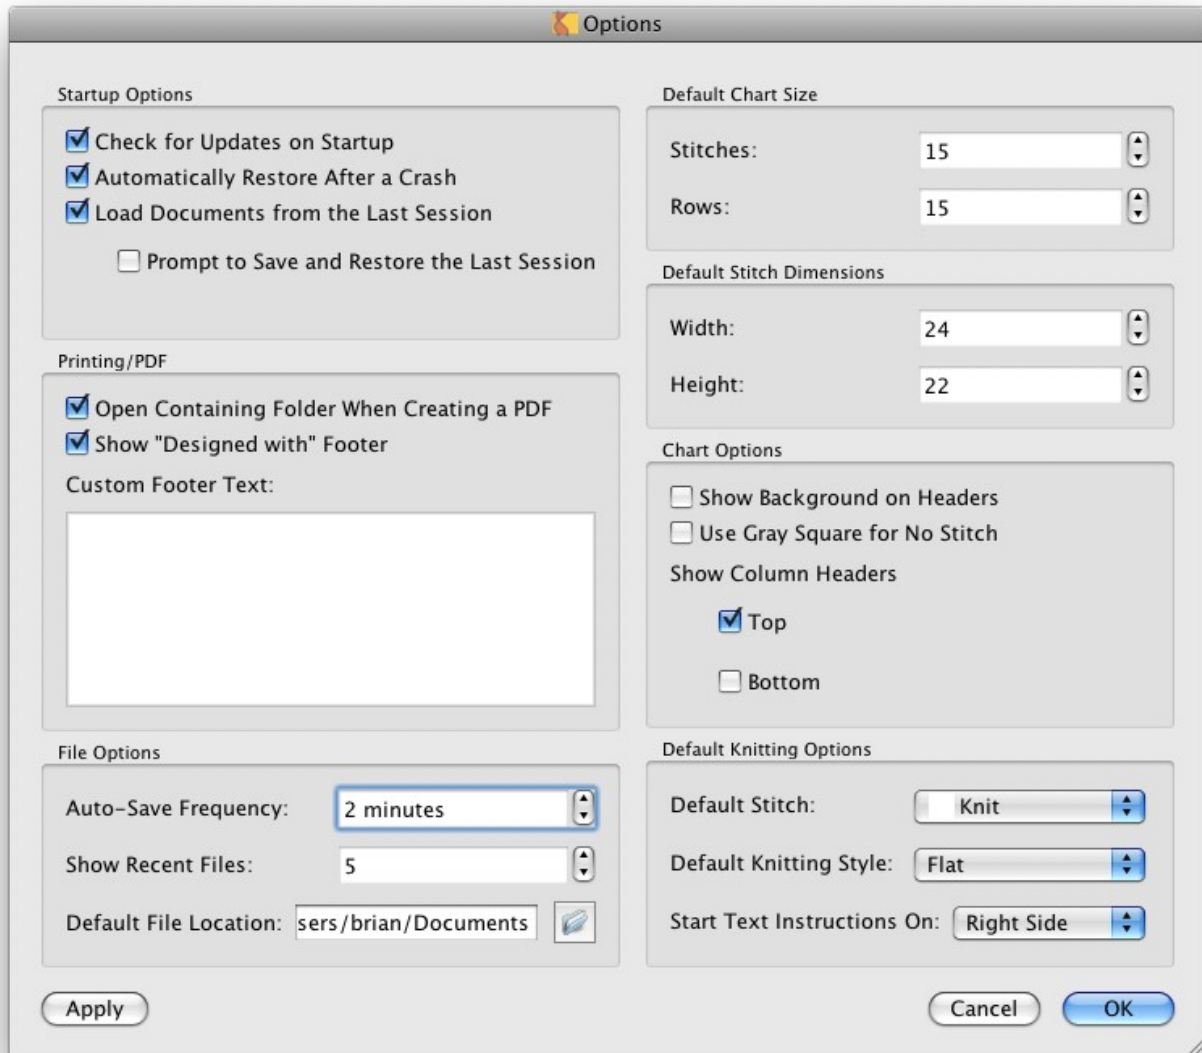 Options
Startup Options
Check for Updates on Startup
Automatically Restore After a Crash
Load Documents from the Last Session
Prompt to Save and Restore the Last Session
Printing/PDF
Open Containing Folder When Creating a PDF
Show "Designed with" Footer
Custom Footer Text:
File Options
Auto-Save Frequency: 2 minutes
Show Recent Files: 5
Default File Location: sers/brian/Documents
Default Chart Size
Stitches: 15
Rows: 15
Default Stitch Dimensions
Width: 24
Height: 22
Chart Options
Show Background on Headers
Use Gray Square for No Stitch
Show Column Headers
Top
Bottom
Default Knitting Options
Default Stitch: Knit
Default Knitting Style: Flat
Start Text Instructions On: Right Side
Apply
Cancel
OK